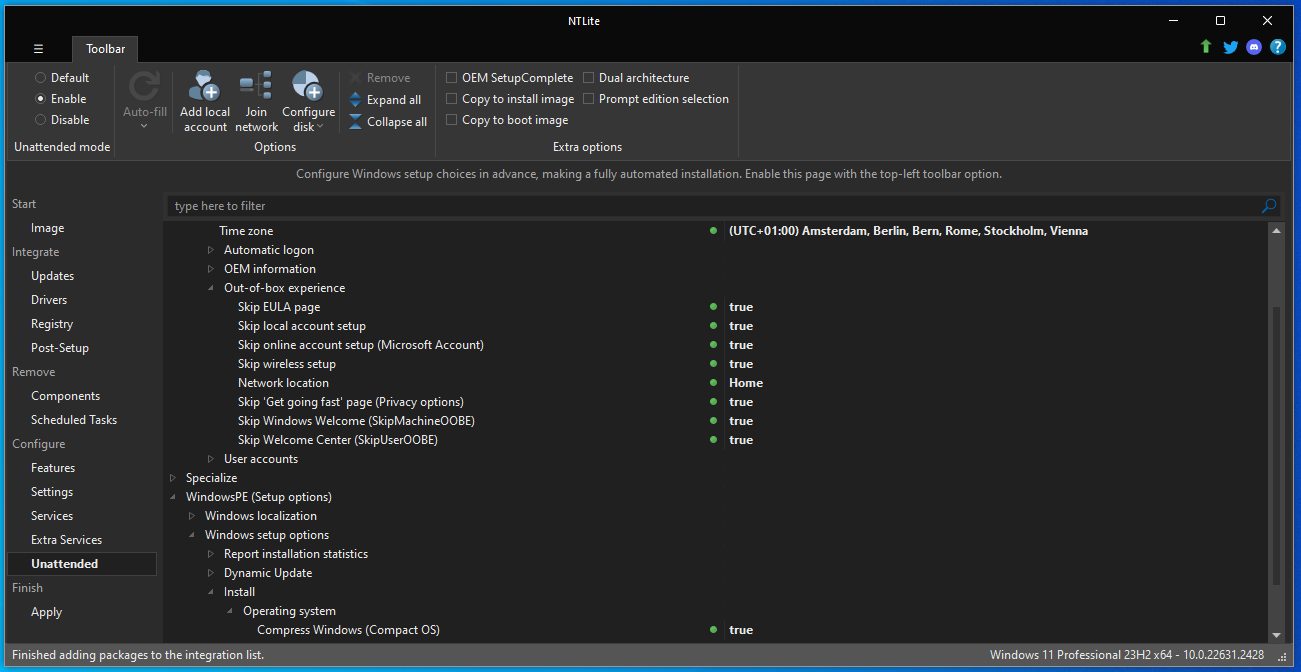 NTLite
Toolbar
Default
Enable
Disable
Unattended mode
Auto-fill
Add local account
Join network
Configure disk
Remove
Expand all
Collapse all
Options
OEM SetupComplete
Copy to install image
Copy to boot image
Dual architecture
Prompt edition selection
Extra options
Configure Windows setup choices in advance, making a fully automated installation. Enable this page with the top-left toolbar option.
Start
Image
Integrate
Updates
Drivers
Registry
Post-Setup
Remove
Components
Scheduled Tasks
Configure
Features
Settings
Services
Extra Services
Unattended
Finish
Apply
type here to filter
Time zone (UTC+01:00) Amsterdam, Berlin, Bern, Rome, Stockholm, Vienna
Automatic logon
OEM information
Out-of-box experience
Skip EULA page true
Skip local account setup true
Skip online account setup (Microsoft Account) true
Skip wireless setup true
Network location Home
Skip 'Get going fast' page (Privacy options) true
Skip Windows Welcome (SkipMachineOOBE) true
Skip Welcome Center (SkipUserOOBE) true
User accounts
Specialize
WindowsPE (Setup options)
Windows localization
Windows setup options
Report installation statistics
Dynamic Update
Install
Operating system
Compress Windows (Compact OS) true
Finished adding packages to the integration list.
Windows 11 Professional 23H2 x64 - 10.0.22631.2428